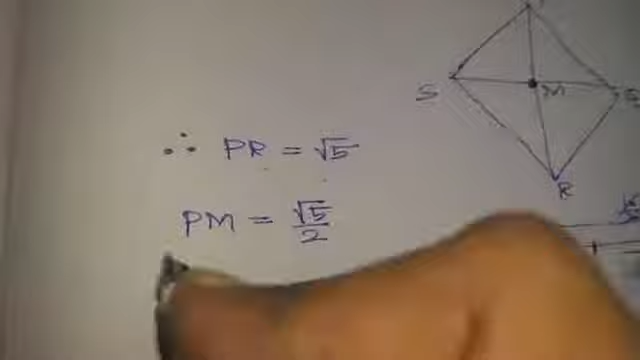 S
M
R
∴ PR = √5
PM = √5/2